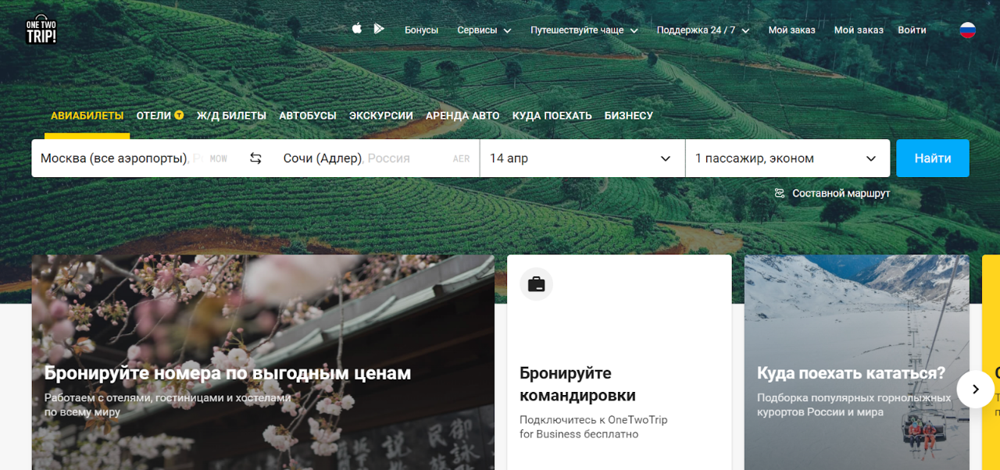 ONE TWO
TRIP!
Бонусы
Сервисы
Путешествуйте чаще
Поддержка 24 / 7
Мой заказ
Мой заказ
Войти
АВИАБИЛЕТЫ
ОТЕЛИ Т
Ж/Д БИЛЕТЫ
АВТОБУСЫ
ЭКСКУРСИИ
АРЕНДА АВТО
КУДА ПОЕХАТЬ
БИЗНЕСУ
Москва (все аэропорты), MOW
Сочи (Адлер), Россия AER
14 апр
1 пассажир, эконом
Найти
Составной маршрут
Бронируйте номера по выгодным ценам
Работаем с отелями, гостиницами и хостелами
по всему миру
Бронируйте
командировки
Подключитесь к OneTwoTrip
for Business бесплатно
Куда поехать кататься?
Подборка популярных горнолыжных
курортов России и мира